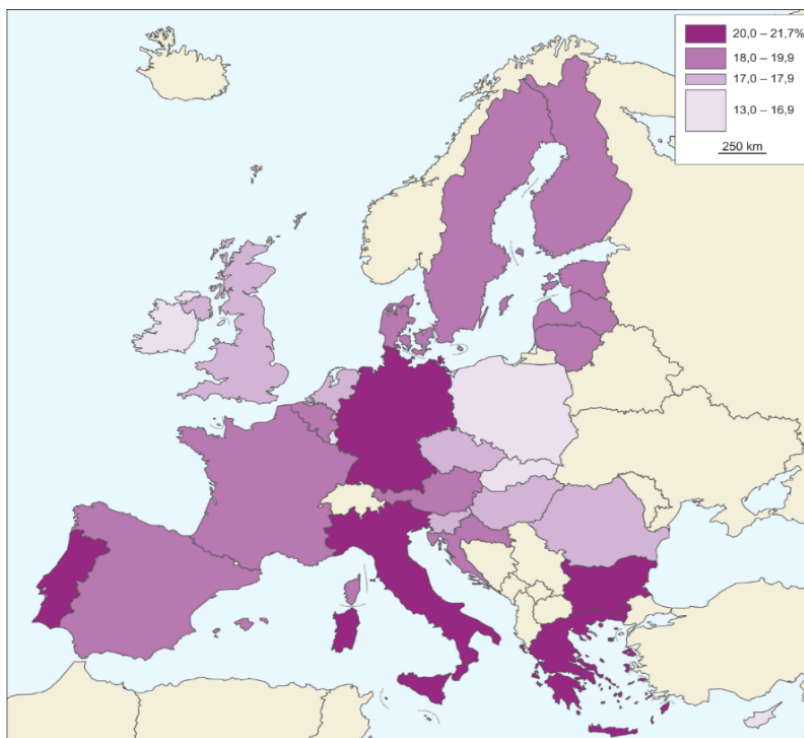 20,0 – 21,7%
18,0 – 19,9
17,0 – 17,9
13,0 – 16,9
250 km